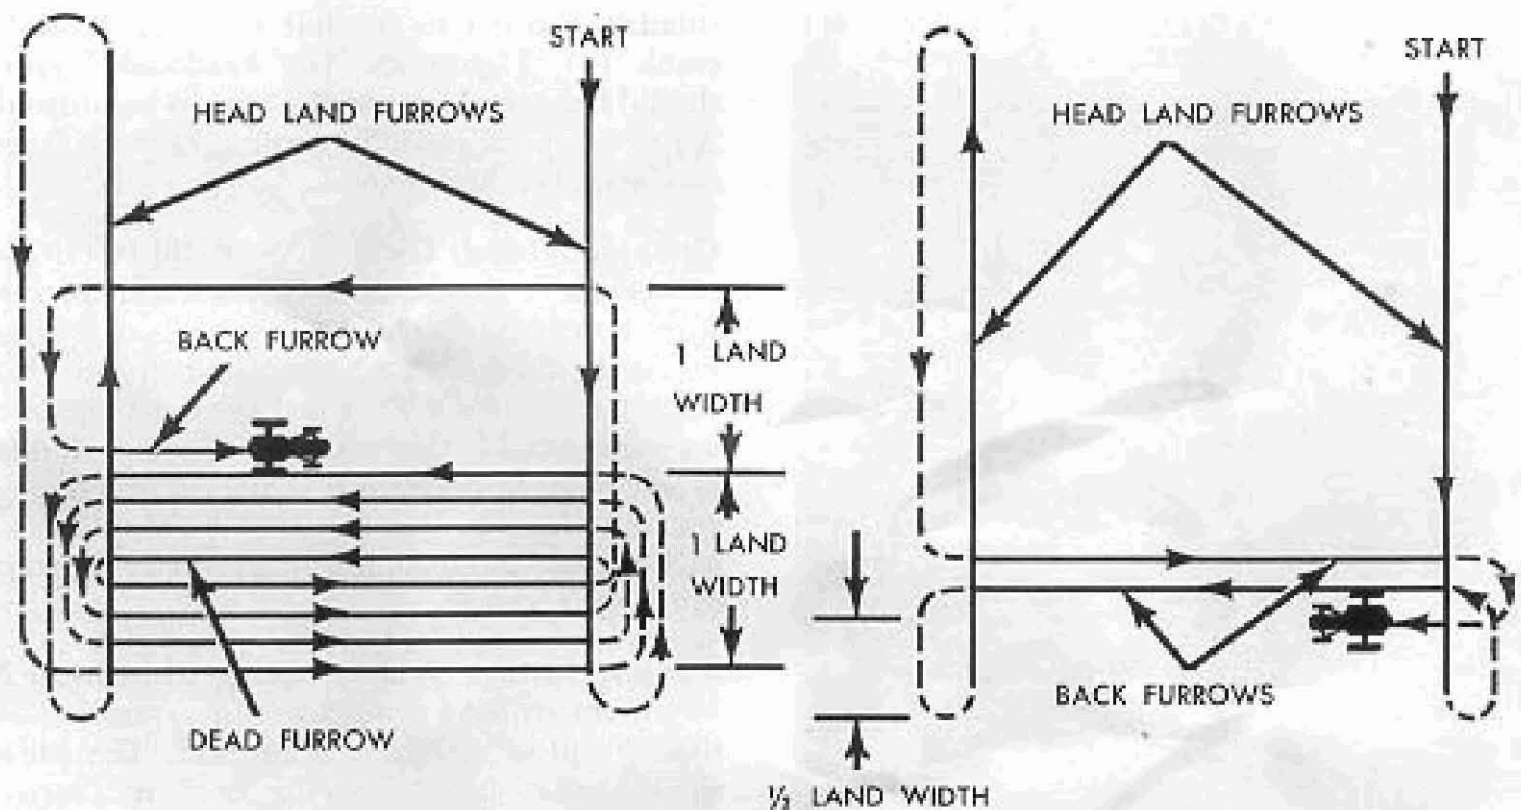 START
HEAD LAND FURROWS
BACK FURROW
1 LAND
WIDTH
1 LAND
WIDTH
DEAD FURROW
START
HEAD LAND FURROWS
BACK FURROWS
½ LAND WIDTH